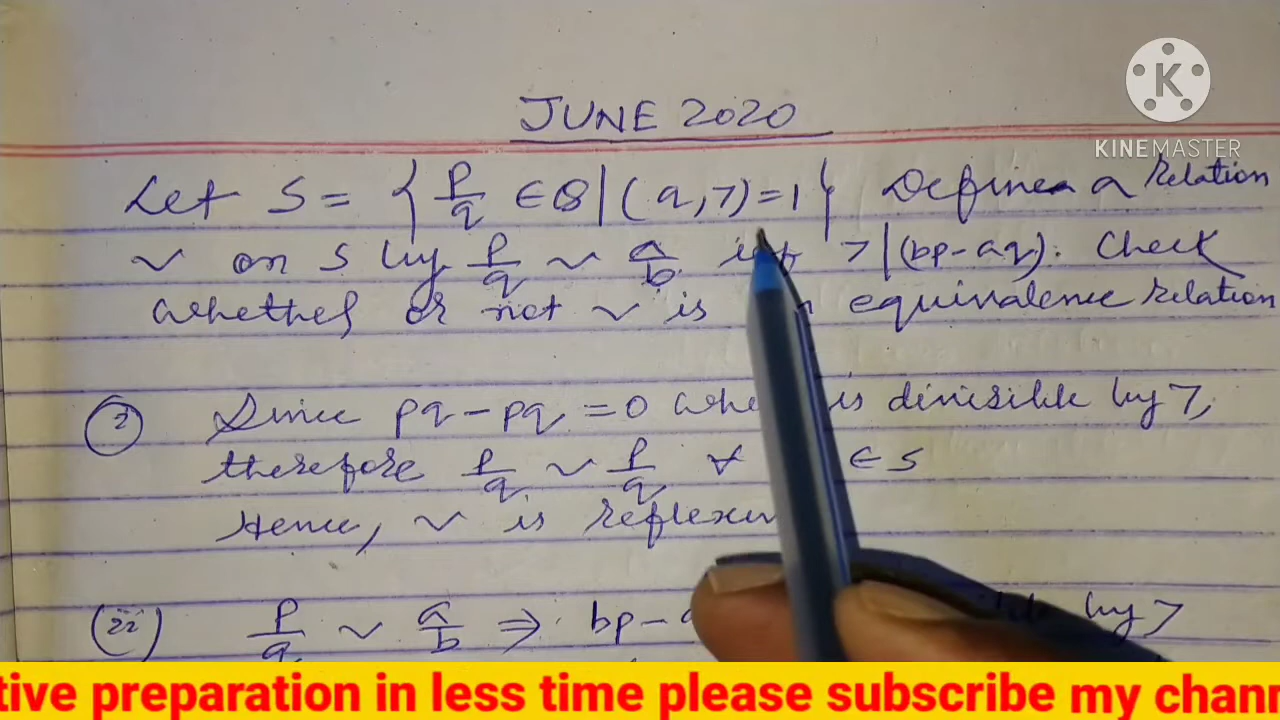 JUNE 2020
KINEMASTER
Let S = { p/q ∈ Q | (q,7)=1 } Define a relation
~ on S by p/q ~ a/b iff 7|(bp-aq). Check
whether or not ~ is an equivalence relation
(i) Since pq-pq=0 is divisible by 7,
therefore p/q ~ p/q ∀ ∈ S
Hence, ~ is
(ii) p/q ~ a/b ⇒ bp- by 7
tive preparation in less time please subscribe my chann